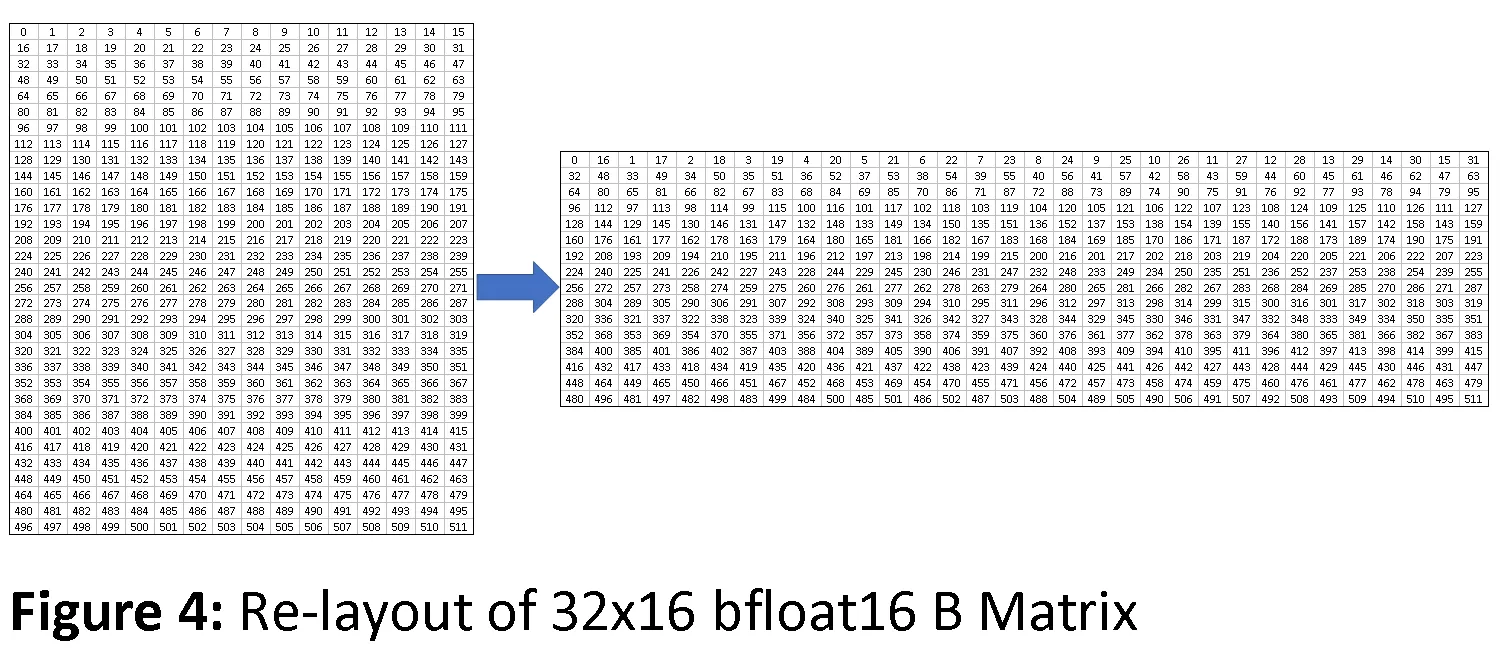 0 1 2 3 4 5 6 7 8 9 10 11 12 13 14 15
16 17 18 19 20 21 22 23 24 25 26 27 28 29 30 31
32 33 34 35 36 37 38 39 40 41 42 43 44 45 46 47
48 49 50 51 52 53 54 55 56 57 58 59 60 61 62 63
64 65 66 67 68 69 70 71 72 73 74 75 76 77 78 79
80 81 82 83 84 85 86 87 88 89 90 91 92 93 94 95
96 97 98 99 100 101 102 103 104 105 106 107 108 109 110 111
112 113 114 115 116 117 118 119 120 121 122 123 124 125 126 127
128 129 130 131 132 133 134 135 136 137 138 139 140 141 142 143
144 145 146 147 148 149 150 151 152 153 154 155 156 157 158 159
160 161 162 163 164 165 166 167 168 169 170 171 172 173 174 175
176 177 178 179 180 181 182 183 184 185 186 187 188 189 190 191
192 193 194 195 196 197 198 199 200 201 202 203 204 205 206 207
208 209 210 211 212 213 214 215 216 217 218 219 220 221 222 223
224 225 226 227 228 229 230 231 232 233 234 235 236 237 238 239
240 241 242 243 244 245 246 247 248 249 250 251 252 253 254 255
256 257 258 259 260 261 262 263 264 265 266 267 268 269 270 271
272 273 274 275 276 277 278 279 280 281 282 283 284 285 286 287
288 289 290 291 292 293 294 295 296 297 298 299 300 301 302 303
304 305 306 307 308 309 310 311 312 313 314 315 316 317 318 319
320 321 322 323 324 325 326 327 328 329 330 331 332 333 334 335
336 337 338 339 340 341 342 343 344 345 346 347 348 349 350 351
352 353 354 355 356 357 358 359 360 361 362 363 364 365 366 367
368 369 370 371 372 373 374 375 376 377 378 379 380 381 382 383
384 385 386 387 388 389 390 391 392 393 394 395 396 397 398 399
400 401 402 403 404 405 406 407 408 409 410 411 412 413 414 415
416 417 418 419 420 421 422 423 424 425 426 427 428 429 430 431
432 433 434 435 436 437 438 439 440 441 442 443 444 445 446 447
448 449 450 451 452 453 454 455 456 457 458 459 460 461 462 463
464 465 466 467 468 469 470 471 472 473 474 475 476 477 478 479
480 481 482 483 484 485 486 487 488 489 490 491 492 493 494 495
496 497 498 499 500 501 502 503 504 505 506 507 508 509 510 511
0 16 1 17 2 18 3 19 4 20 5 21 6 22 7 23 8 24 9 25 10 26 11 27 12 28 13 29 14 30 15 31
32 48 33 49 34 50 35 51 36 52 37 53 38 54 39 55 40 56 41 57 42 58 43 59 44 60 45 61 46 62 47 63
64 80 65 81 66 82 67 83 68 84 69 85 70 86 71 87 72 88 73 89 74 90 75 91 76 92 77 93 78 94 79 95
96 112 97 113 98 114 99 115 100 116 101 117 102 118 103 119 104 120 105 121 106 122 107 123 108 124 109 125 110 126 111 127
128 144 129 145 130 146 131 147 132 148 133 149 134 150 135 151 136 152 137 153 138 154 139 155 140 156 141 157 142 158 143 159
160 176 161 177 162 178 163 179 164 180 165 181 166 182 167 183 168 184 169 185 170 186 171 187 172 188 173 189 174 190 175 191
192 208 193 209 194 210 195 211 196 212 197 213 198 214 199 215 200 216 201 217 202 218 203 219 204 220 205 221 206 222 207 223
224 240 225 241 226 242 227 243 228 244 229 245 230 246 231 247 232 248 233 249 234 250 235 251 236 252 237 253 238 254 239 255
256 272 257 273 258 274 259 275 260 276 261 277 262 278 263 279 264 280 265 281 266 282 267 283 268 284 269 285 270 286 271 287
288 304 289 305 290 306 291 307 292 308 293 309 294 310 295 311 296 312 297 313 298 314 299 315 300 316 301 317 302 318 303 319
320 336 321 337 322 338 323 339 324 340 325 341 326 342 327 343 328 344 329 345 330 346 331 347 332 348 333 349 334 350 335 351
352 368 353 369 354 370 355 371 356 372 357 373 358 374 359 375 360 376 361 377 362 378 363 379 364 380 365 381 366 382 367 383
384 400 385 401 386 402 387 403 388 404 389 405 390 406 391 407 392 408 393 409 394 410 395 411 396 412 397 413 398 414 399 415
416 432 417 433 418 434 419 435 420 436 421 437 422 438 423 439 424 440 425 441 426 442 427 443 428 444 429 445 430 446 431 447
448 464 449 465 450 466 451 467 452 468 453 469 454 470 455 471 456 472 457 473 458 474 459 475 460 476 461 477 462 478 463 479
480 496 481 497 482 498 483 499 484 500 485 501 486 502 487 503 488 504 489 505 490 506 491 507 492 508 493 509 494 510 495 511
Figure 4: Re-layout of 32x16 bfloat16 B Matrix